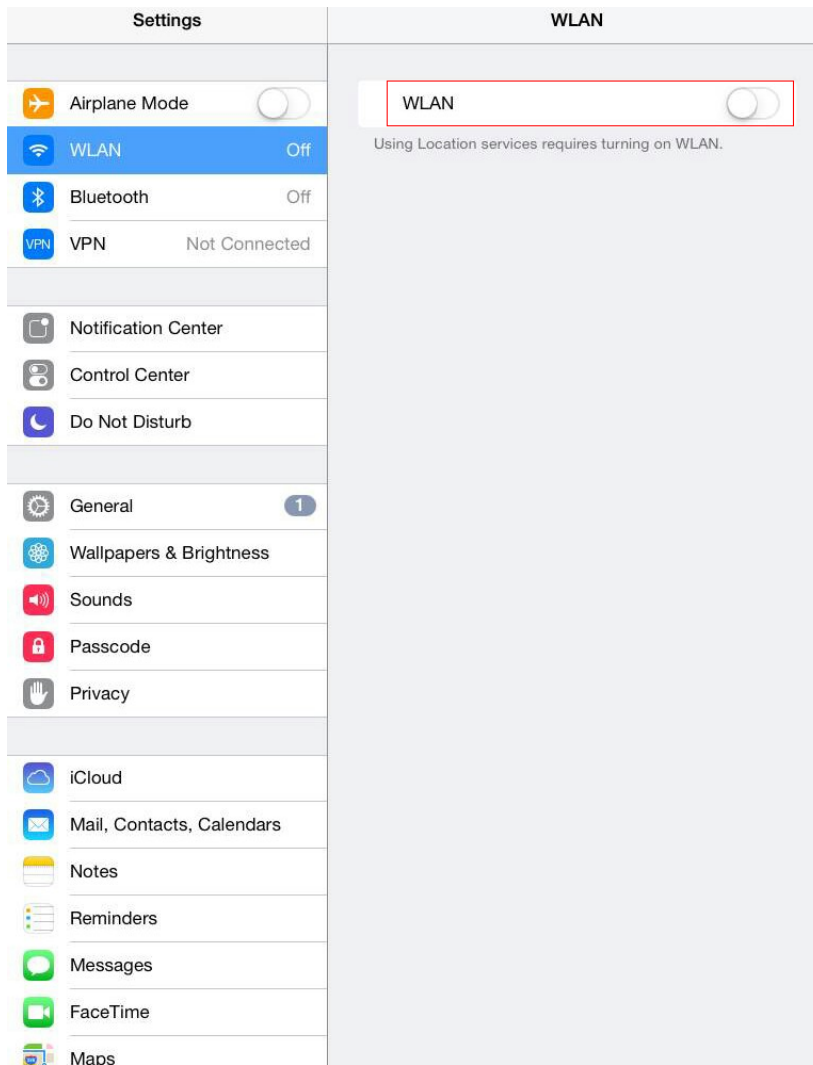 Settings
WLAN
Airplane Mode
WLAN Off
Bluetooth Off
VPN VPN Not Connected
Notification Center
Control Center
Do Not Disturb
General 1
Wallpapers & Brightness
Sounds
Passcode
Privacy
iCloud
Mail, Contacts, Calendars
Notes
Reminders
Messages
FaceTime
Maps
WLAN
Using Location services requires turning on WLAN.